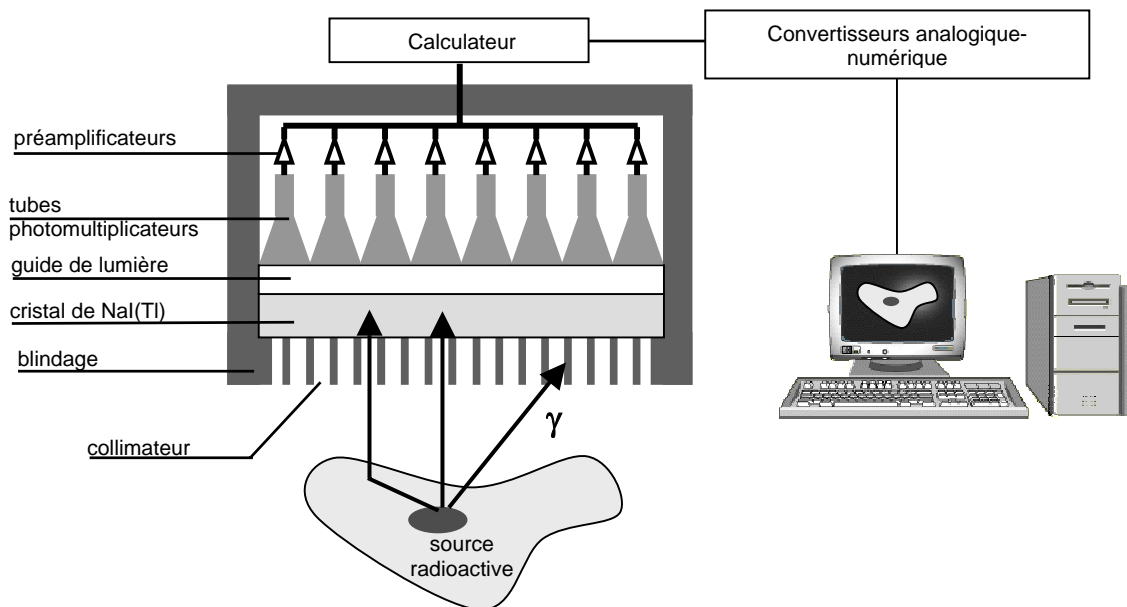 Calculateur
Convertisseurs analogique-
numérique
préamplificateurs
tubes
photomultiplicateurs
guide de lumière
cristal de NaI(Tl)
blindage
γ
collimateur
source
radioactive